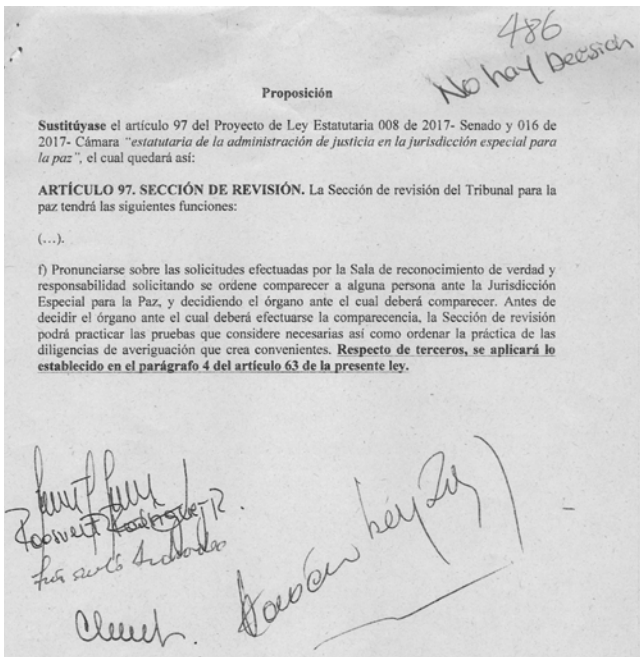 486
No hay Decision
Proposición
Sustitúyase el artículo 97 del Proyecto de Ley Estatutaria 008 de 2017- Senado y 016 de
2017- Cámara "estatutaria de la administración de justicia en la jurisdicción especial para
la paz", el cual quedará así:
ARTÍCULO 97. SECCIÓN DE REVISIÓN. La Sección de revisión del Tribunal para la
paz tendrá las siguientes funciones:
(...).
f) Pronunciarse sobre las solicitudes efectuadas por la Sala de reconocimiento de verdad y
responsabilidad solicitando se ordene comparecer a alguna persona ante la Jurisdicción
Especial para la Paz, y decidiendo el órgano ante el cual deberá comparecer. Antes de
decidir el órgano ante el cual deberá efectuarse la comparecencia, la Sección de revisión
podrá practicar las pruebas que considere necesarias así como ordenar la práctica de las
diligencias de averiguación que crea convenientes. Respecto de terceros, se aplicará lo
establecido en el parágrafo 4 del artículo 63 de la presente ley.
Roosvelt Rodríguez R.